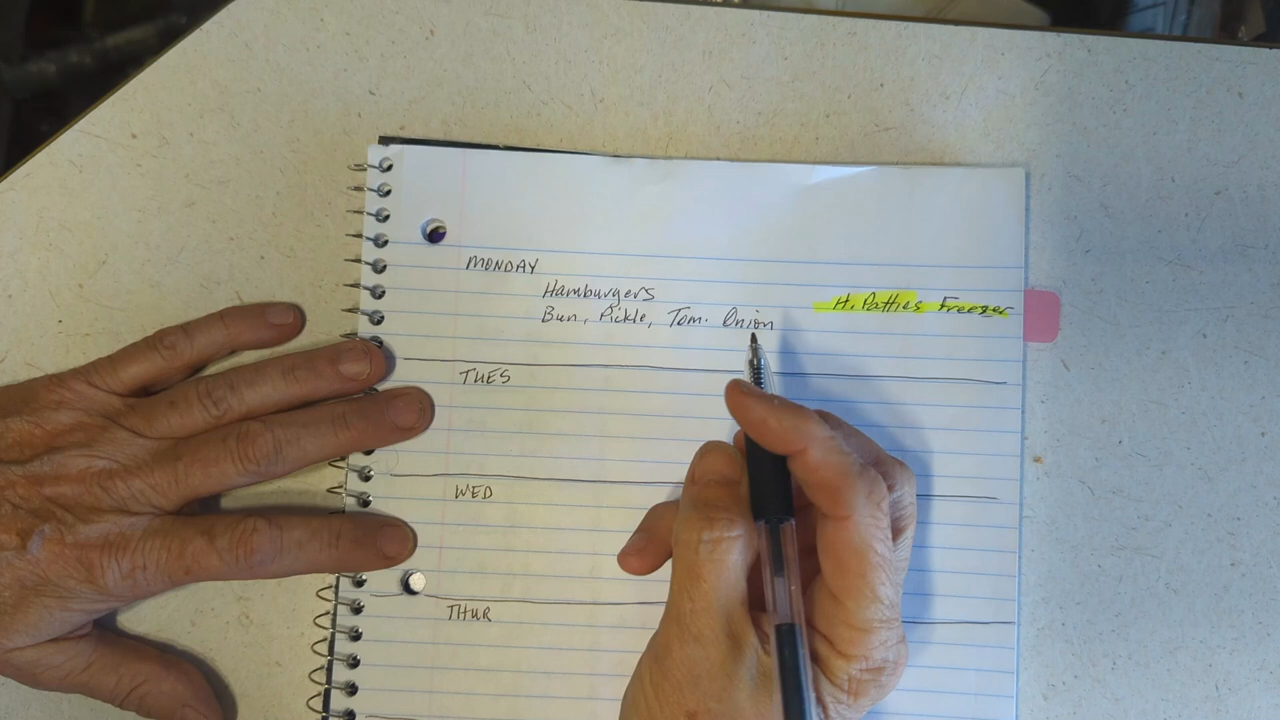 MONDAY
Hamburgers
H. Patties Freezer
Bun, Pickle, Tom. Onion
TUES
WED
THUR